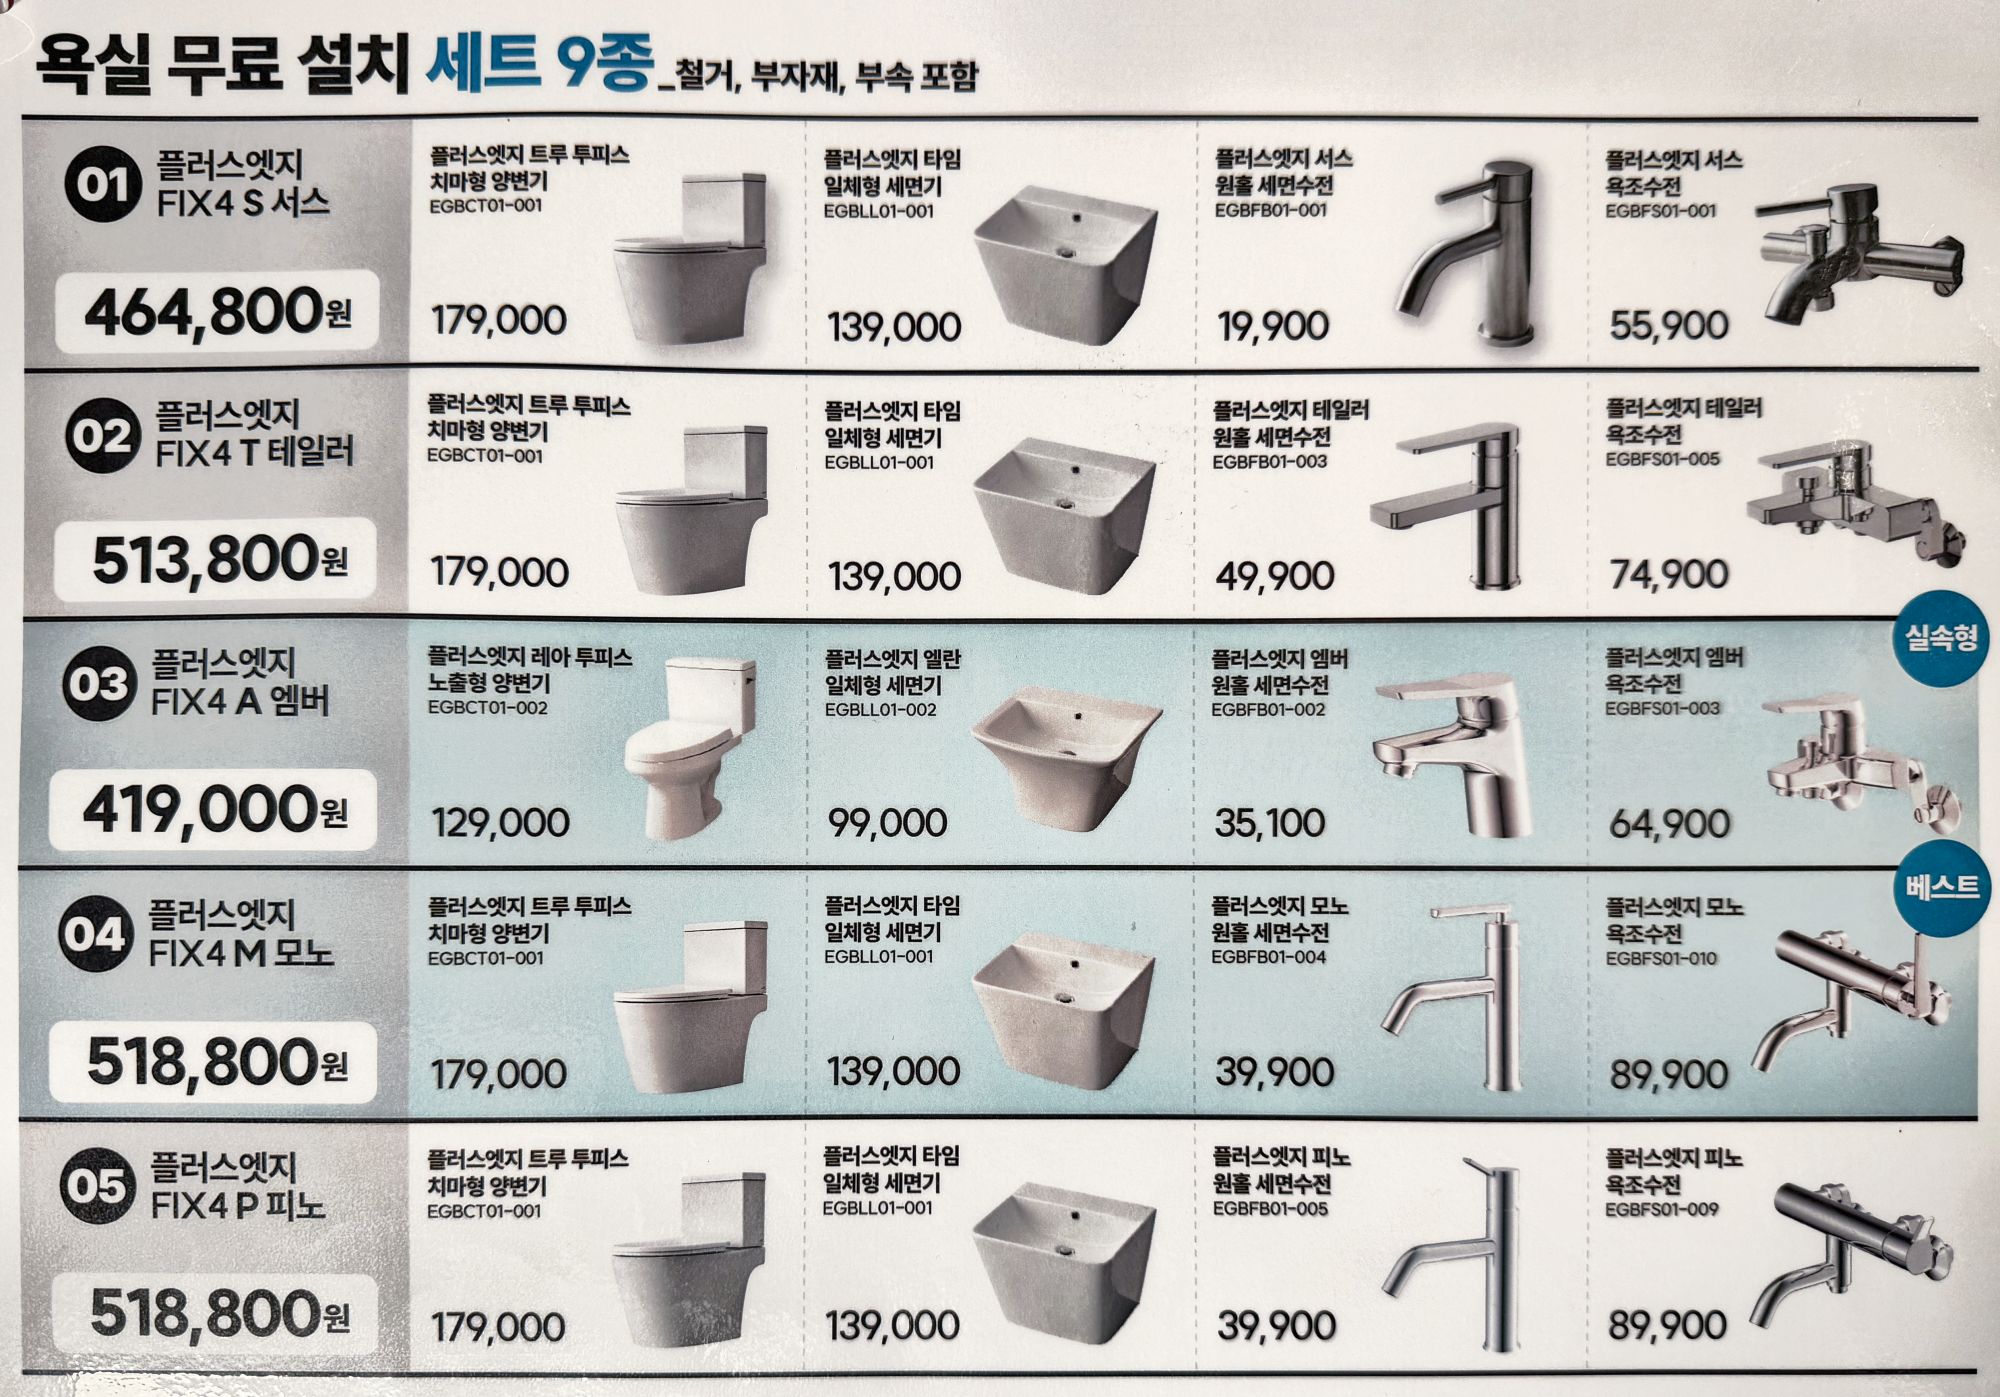 욕실 무료 설치 세트 9종_철거, 부자재, 부속 포함
01
플러스엣지
FIX4 S 서스
464,800원
플러스엣지 트루 투피스
치마형 양변기
EGBCT01-001
179,000
플러스엣지 타임
일체형 세면기
EGBLL01-001
139,000
플러스엣지 서스
원홀 세면수전
EGBFB01-001
19,900
플러스엣지 서스
욕조수전
EGBFS01-001
55,900
02
플러스엣지
FIX4 T 테일러
513,800원
플러스엣지 트루 투피스
치마형 양변기
EGBCT01-001
179,000
플러스엣지 타임
일체형 세면기
EGBLL01-001
139,000
플러스엣지 테일러
원홀 세면수전
EGBFB01-003
49,900
플러스엣지 테일러
욕조수전
EGBFS01-005
74,900
실속형
03
플러스엣지
FIX4 A 엠버
419,000원
플러스엣지 레아 투피스
노출형 양변기
EGBCT01-002
129,000
플러스엣지 엘란
일체형 세면기
EGBLL01-002
99,000
플러스엣지 엠버
원홀 세면수전
EGBFB01-002
35,100
플러스엣지 엠버
욕조수전
EGBFS01-003
64,900
베스트
04
플러스엣지
FIX4 M 모노
518,800원
플러스엣지 트루 투피스
치마형 양변기
EGBCT01-001
179,000
플러스엣지 타임
일체형 세면기
EGBLL01-001
139,000
플러스엣지 모노
원홀 세면수전
EGBFB01-004
39,900
플러스엣지 모노
욕조수전
EGBFS01-010
89,900
05
플러스엣지
FIX4 P 피노
518,800원
플러스엣지 트루 투피스
치마형 양변기
EGBCT01-001
179,000
플러스엣지 타임
일체형 세면기
EGBLL01-001
139,000
플러스엣지 피노
원홀 세면수전
EGBFB01-005
39,900
플러스엣지 피노
욕조수전
EGBFS01-009
89,900